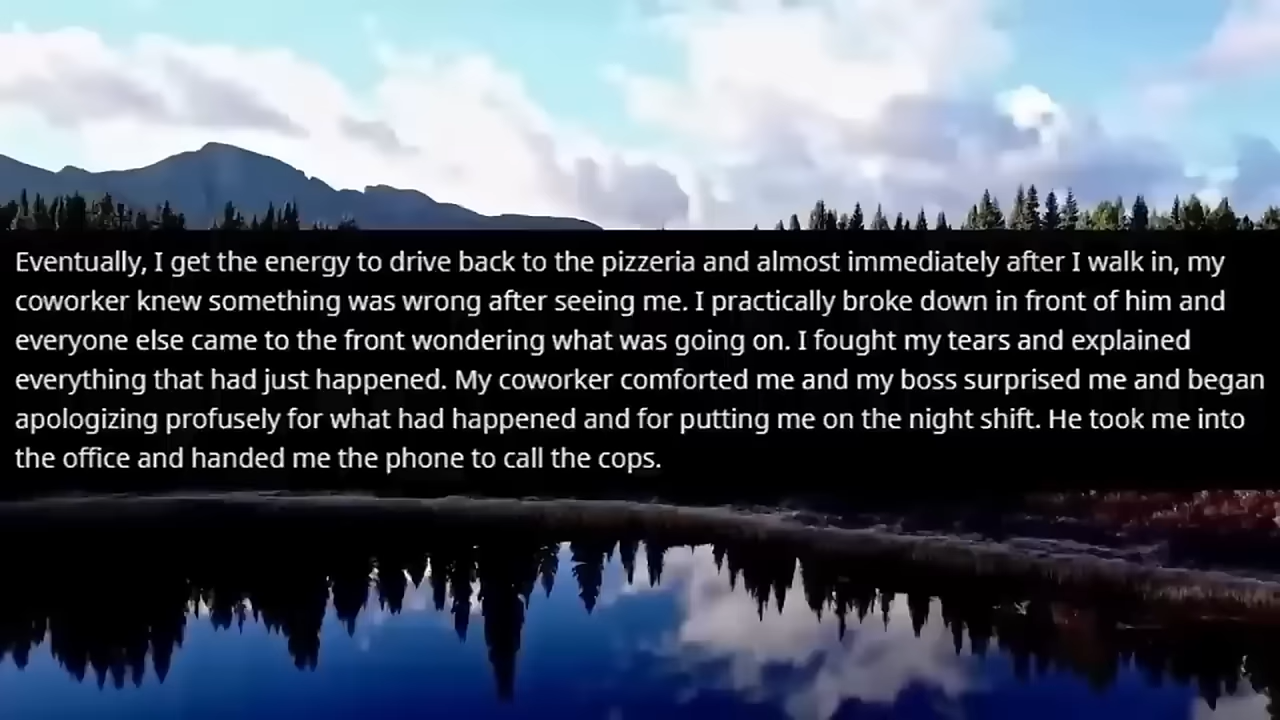 Eventually, I get the energy to drive back to the pizzeria and almost immediately after I walk in, my
coworker knew something was wrong after seeing me. I practically broke down in front of him and
everyone else came to the front wondering what was going on. I fought my tears and explained
everything that had just happened. My coworker comforted me and my boss surprised me and began
apologizing profusely for what had happened and for putting me on the night shift. He took me into
the office and handed me the phone to call the cops.